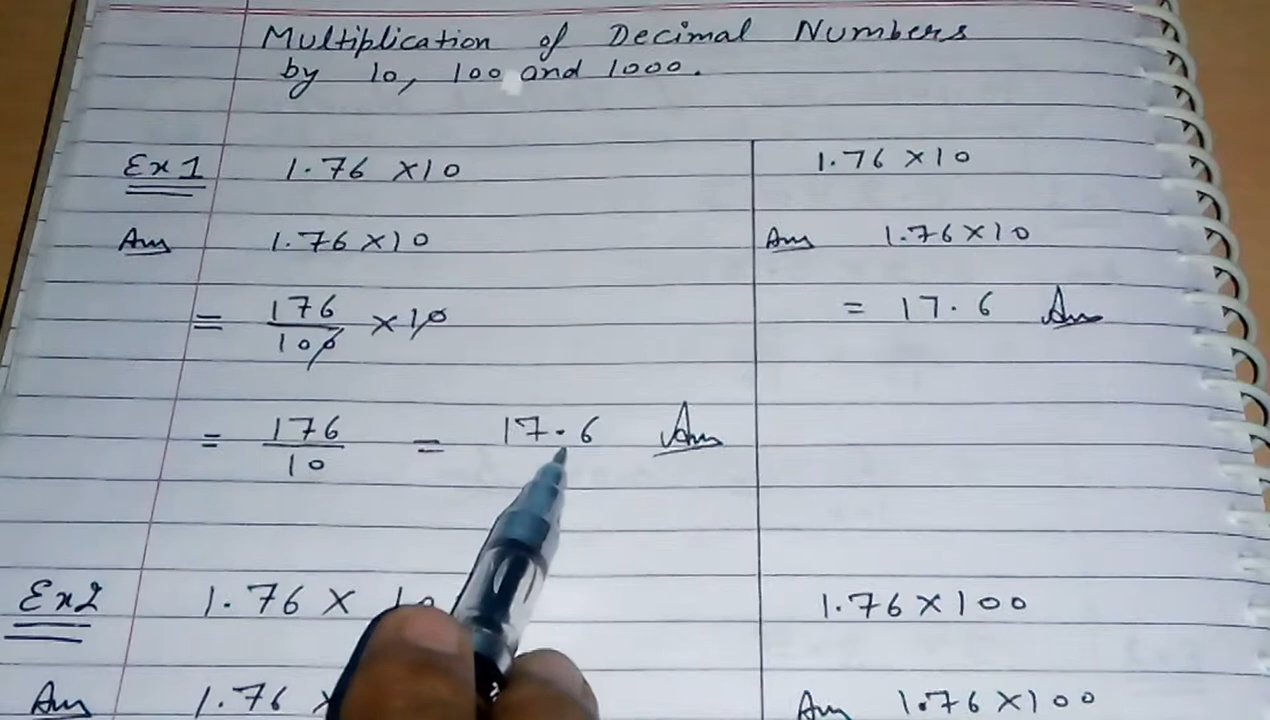 Multiplication of Decimal Numbers
by 10, 100 and 1000.
Ex 1 1.76 × 10
Ans 1.76 × 10
= 176/100 × 10
= 176/10 = 17.6 Ans
1.76 × 10
Ans 1.76 × 10
= 17.6 Ans
Ex 2 1.76 × 10
Ans 1.76 ×
1.76 × 100
Ans 1.76 × 100